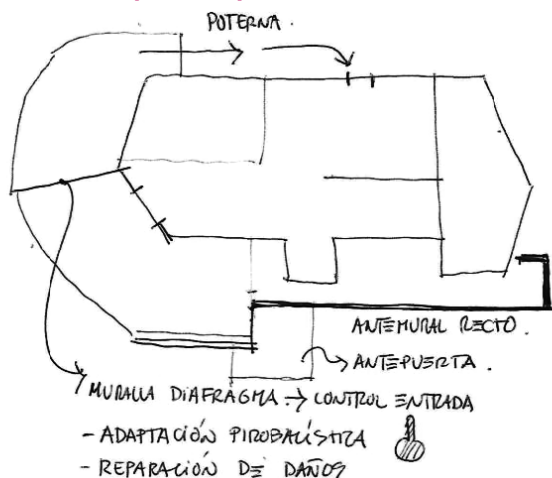 POTERNA.
ANTEMURAL RECTO.
ANTEPUERTA.
MURALLA DIAFRAGMA → CONTROL ENTRADA
- ADAPTACIÓN PIROBALÍSTICA
- REPARACIÓN DE DAÑOS